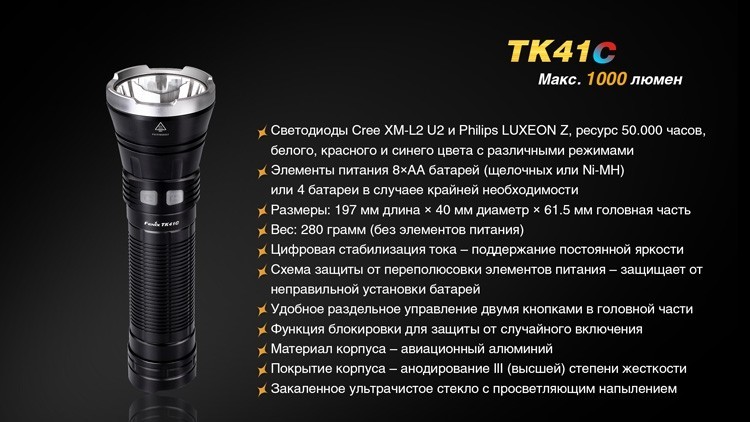 TK41C
Макс. 1000 люмен
Светодиоды Cree XM-L2 U2 и Philips LUXEON Z, ресурс 50.000 часов,
белого, красного и синего цвета с различными режимами
Элементы питания 8×AA батарей (щелочных или Ni-MH)
или 4 батареи в случаее крайней необходимости
Размеры: 197 мм длина × 40 мм диаметр × 61.5 мм головная часть
Вес: 280 грамм (без элементов питания)
Цифровая стабилизация тока – поддержание постоянной яркости
Схема защиты от переполюсовки элементов питания – защищает от
неправильной установки батарей
Удобное раздельное управление двумя кнопками в головной части
Функция блокировки для защиты от случайного включения
Материал корпуса – авиационный алюминий
Покрытие корпуса – анодирование III (высшей) степени жесткости
Закаленное ультрачистое стекло с просветляющим напылением
Fenix TK41C